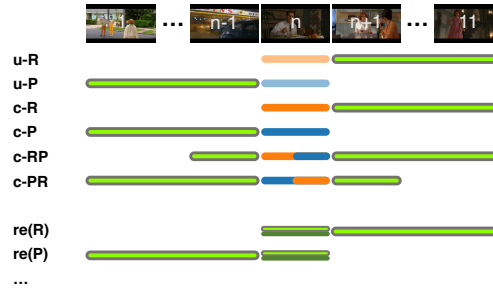 1 ... n-1 n n+1 ... 11
u-R
u-P
c-R
c-P
c-RP
c-PR
re(R)
re(P)
...